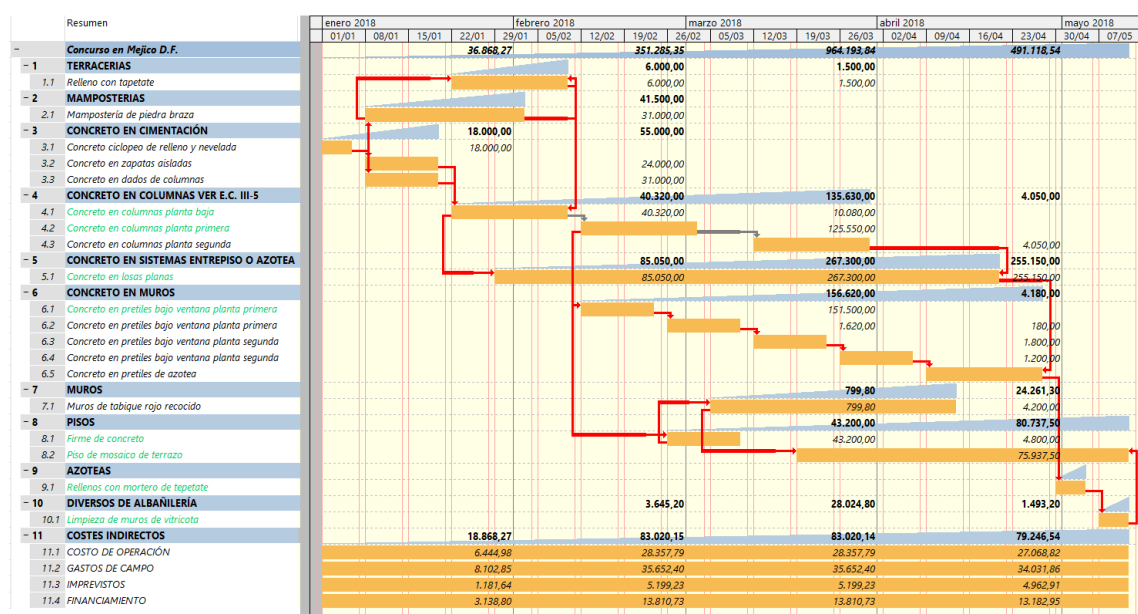 Resumen enero 2018 febrero 2018 marzo 2018 abril 2018 mayo 2018
01/01 08/01 15/01 22/01 29/01 05/02 12/02 19/02 26/02 05/03 12/03 19/03 26/03 02/04 09/04 16/04 23/04 30/04 07/05
− Concurso en Mejico D.F. 36.868,27 351.285,35 964.193,84 491.118,54
− 1 TERRACERIAS 6.000,00 1.500,00
1.1 Relleno con tapetate 6.000,00 1.500,00
− 2 MAMPOSTERIAS 41.500,00
2.1 Mampostería de piedra braza 31.000,00
− 3 CONCRETO EN CIMENTACIÓN 18.000,00 55.000,00
3.1 Concreto ciclopeo de relleno y nevelada 18.000,00
3.2 Concreto en zapatas aisladas 24.000,00
3.3 Concreto en dados de columnas 31.000,00
− 4 CONCRETO EN COLUMNAS VER E.C. III-5 40.320,00 135.630,00 4.050,00
4.1 Concreto en columnas planta baja 40.320,00 10.080,00
4.2 Concreto en columnas planta primera 125.550,00
4.3 Concreto en columnas planta segunda 4.050,00
− 5 CONCRETO EN SISTEMAS ENTREPISO O AZOTEA 85.050,00 267.300,00 255.150,00
5.1 Concreto en losas planas 85.050,00 267.300,00 255.150,00
− 6 CONCRETO EN MUROS 156.620,00 4.180,00
6.1 Concreto en pretiles bajo ventana planta primera 151.500,00
6.2 Concreto en pretiles bajo ventana planta primera 1.620,00 180,00
6.3 Concreto en pretiles bajo ventana planta segunda 1.800,00
6.4 Concreto en pretiles bajo ventana planta segunda 1.200,00
6.5 Concreto en pretiles de azotea
− 7 MUROS 799,80 24.261,30
7.1 Muros de tabique rojo recocido 799,80 4.200,00
− 8 PISOS 43.200,00 80.737,50
8.1 Firme de concreto 43.200,00 4.800,00
8.2 Piso de mosaico de terrazo 75.937,50
− 9 AZOTEAS
9.1 Rellenos con mortero de tepetate
− 10 DIVERSOS DE ALBAÑILERÍA 3.645,20 28.024,80 1.493,20
10.1 Limpieza de muros de vitricota
− 11 COSTES INDIRECTOS 18.868,27 83.020,15 83.020,14 79.246,54
11.1 COSTO DE OPERACIÓN 6.444,98 28.357,79 28.357,79 27.068,82
11.2 GASTOS DE CAMPO 8.102,85 35.652,40 35.652,40 34.031,86
11.3 IMPREVISTOS 1.181,64 5.199,23 5.199,23 4.962,91
11.4 FINANCIAMIENTO 3.138,80 13.810,73 13.810,73 13.182,95